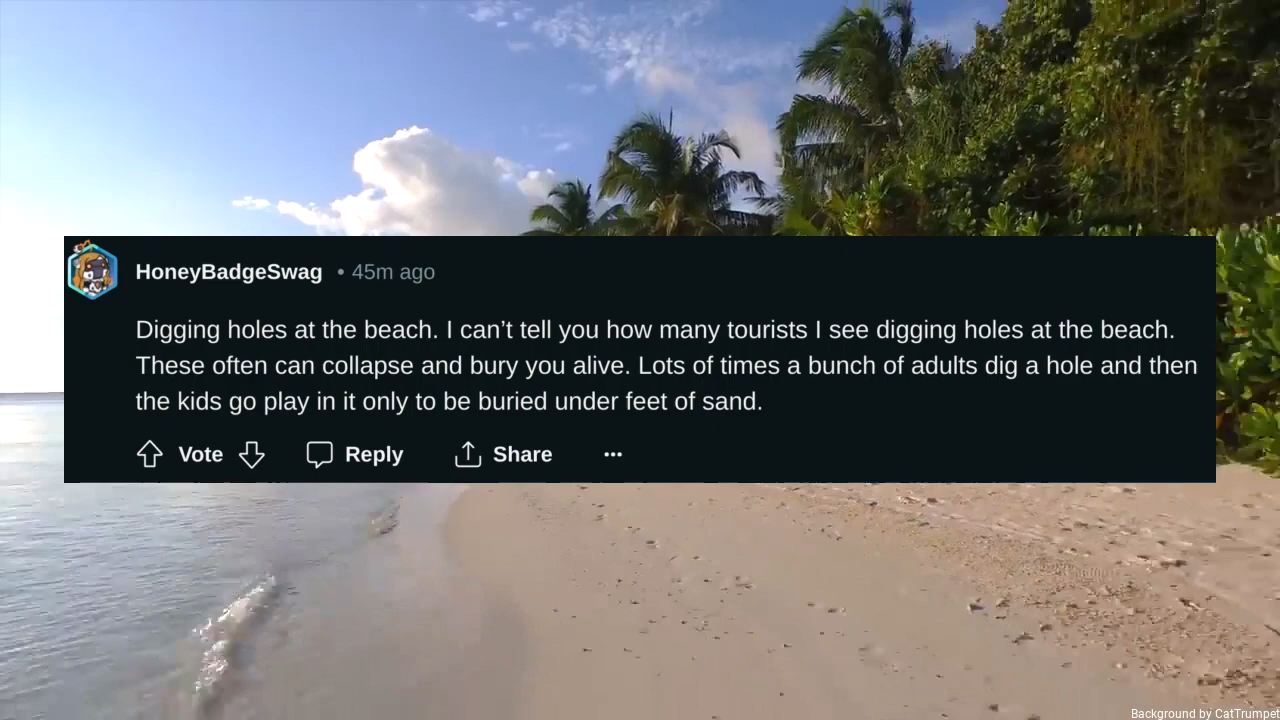 HoneyBadgeSwag • 45m ago
Digging holes at the beach. I can’t tell you how many tourists I see digging holes at the beach.
These often can collapse and bury you alive. Lots of times a bunch of adults dig a hole and then
the kids go play in it only to be buried under feet of sand.
Vote Reply Share ···
Background by CatTrumpet